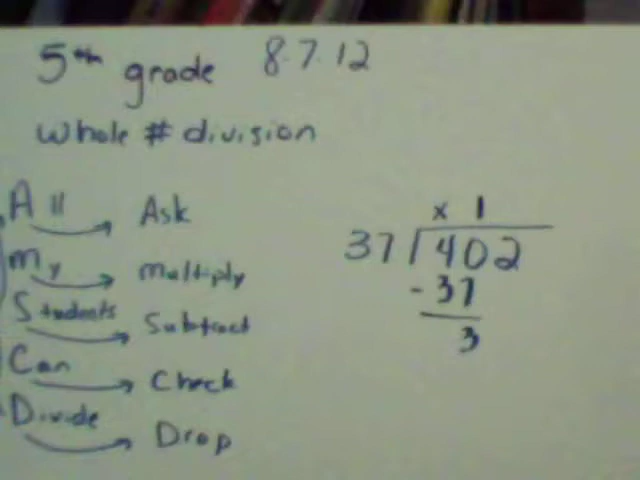 5th grade 8.7.12
Whole # division
All → Ask
My → Multiply
Students → Subtract
Can → Check
Divide → Drop
x 1
37 402
- 37
3